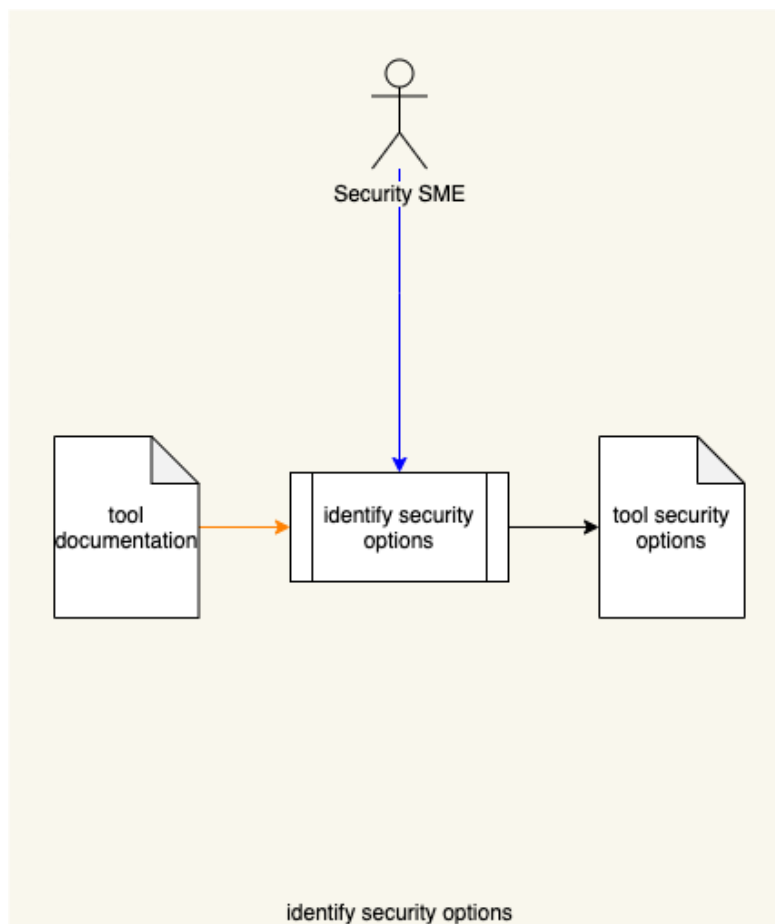 Security SME
tool
documentation
identify security
options
tool security
options
identify security options